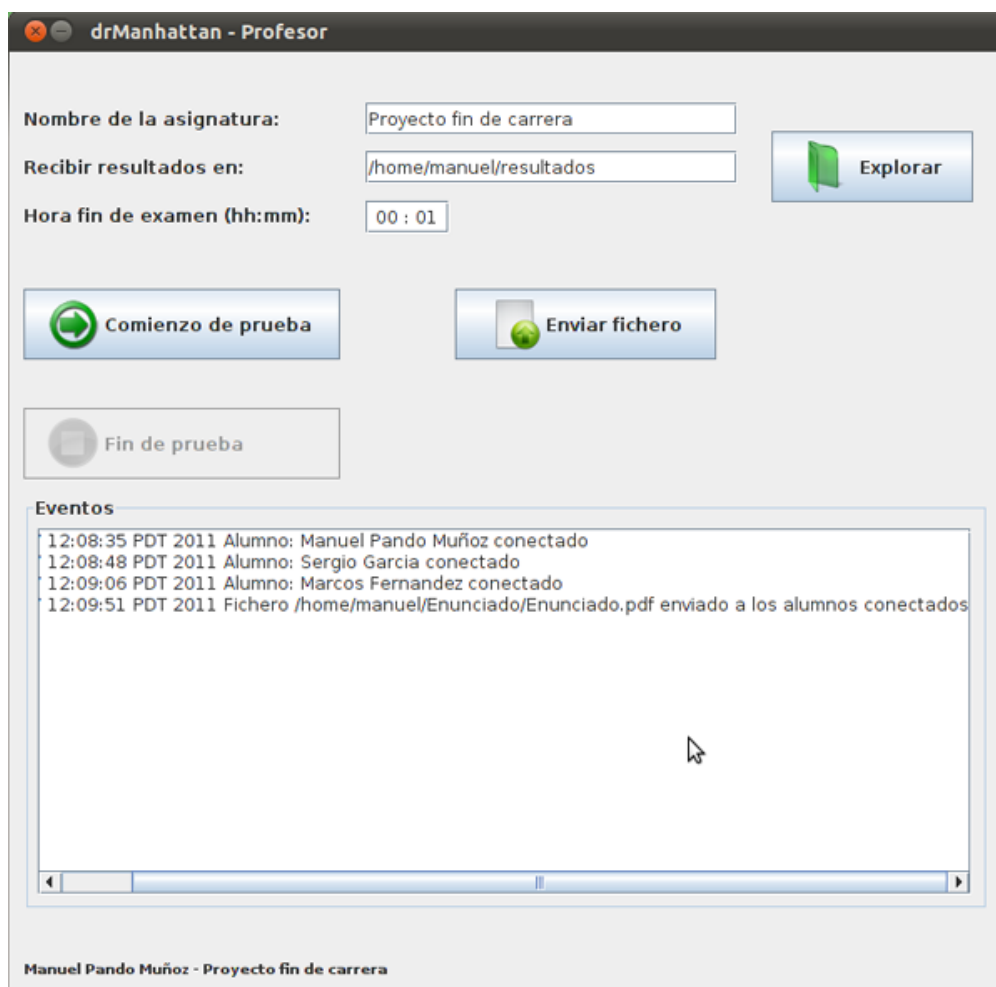 drManhattan - Profesor
Nombre de la asignatura: Proyecto fin de carrera
Recibir resultados en: /home/manuel/resultados
Explorar
Hora fin de examen (hh:mm): 00 : 01
Comienzo de prueba Enviar fichero
Fin de prueba
Eventos
12:08:35 PDT 2011 Alumno: Manuel Pando Muñoz conectado
12:08:48 PDT 2011 Alumno: Sergio Garcia conectado
12:09:06 PDT 2011 Alumno: Marcos Fernandez conectado
12:09:51 PDT 2011 Fichero /home/manuel/Enunciado/Enunciado.pdf enviado a los alumnos conectados
Manuel Pando Muñoz - Proyecto fin de carrera